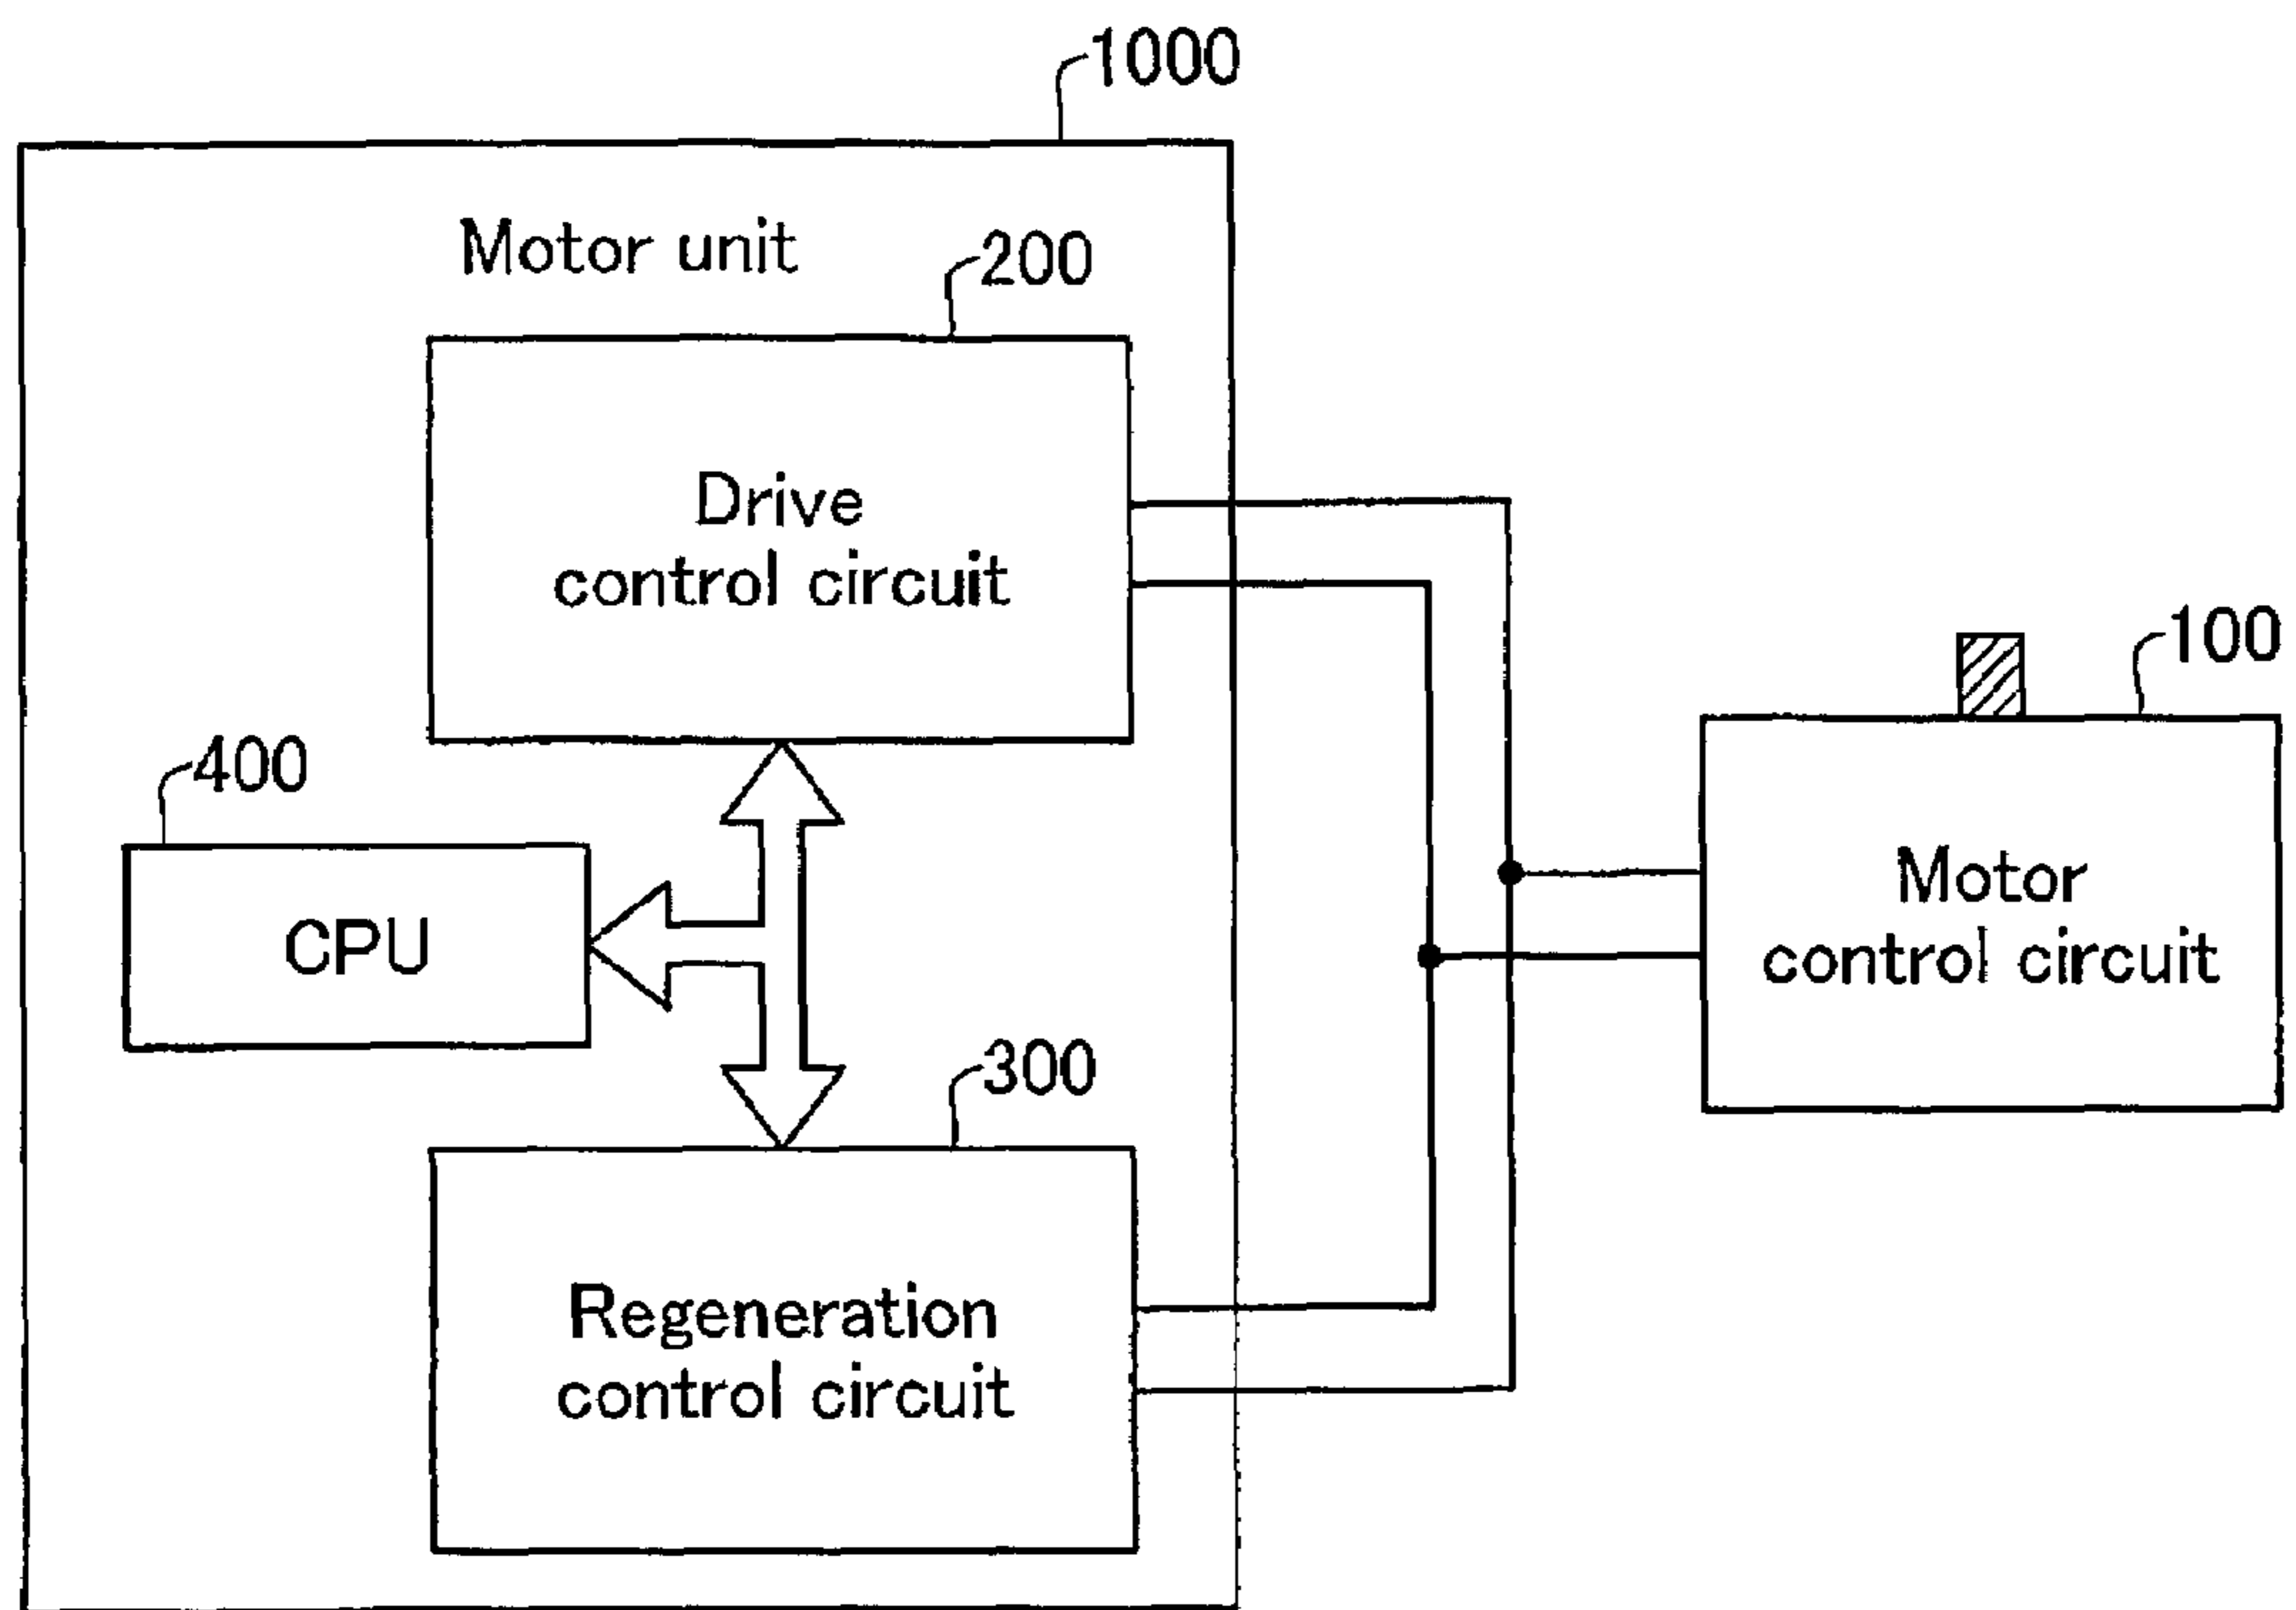 1000
Motor unit
200
Drive
control circuit
100
400
Motor
control circuit
CPU
300
Regeneration
control circuit